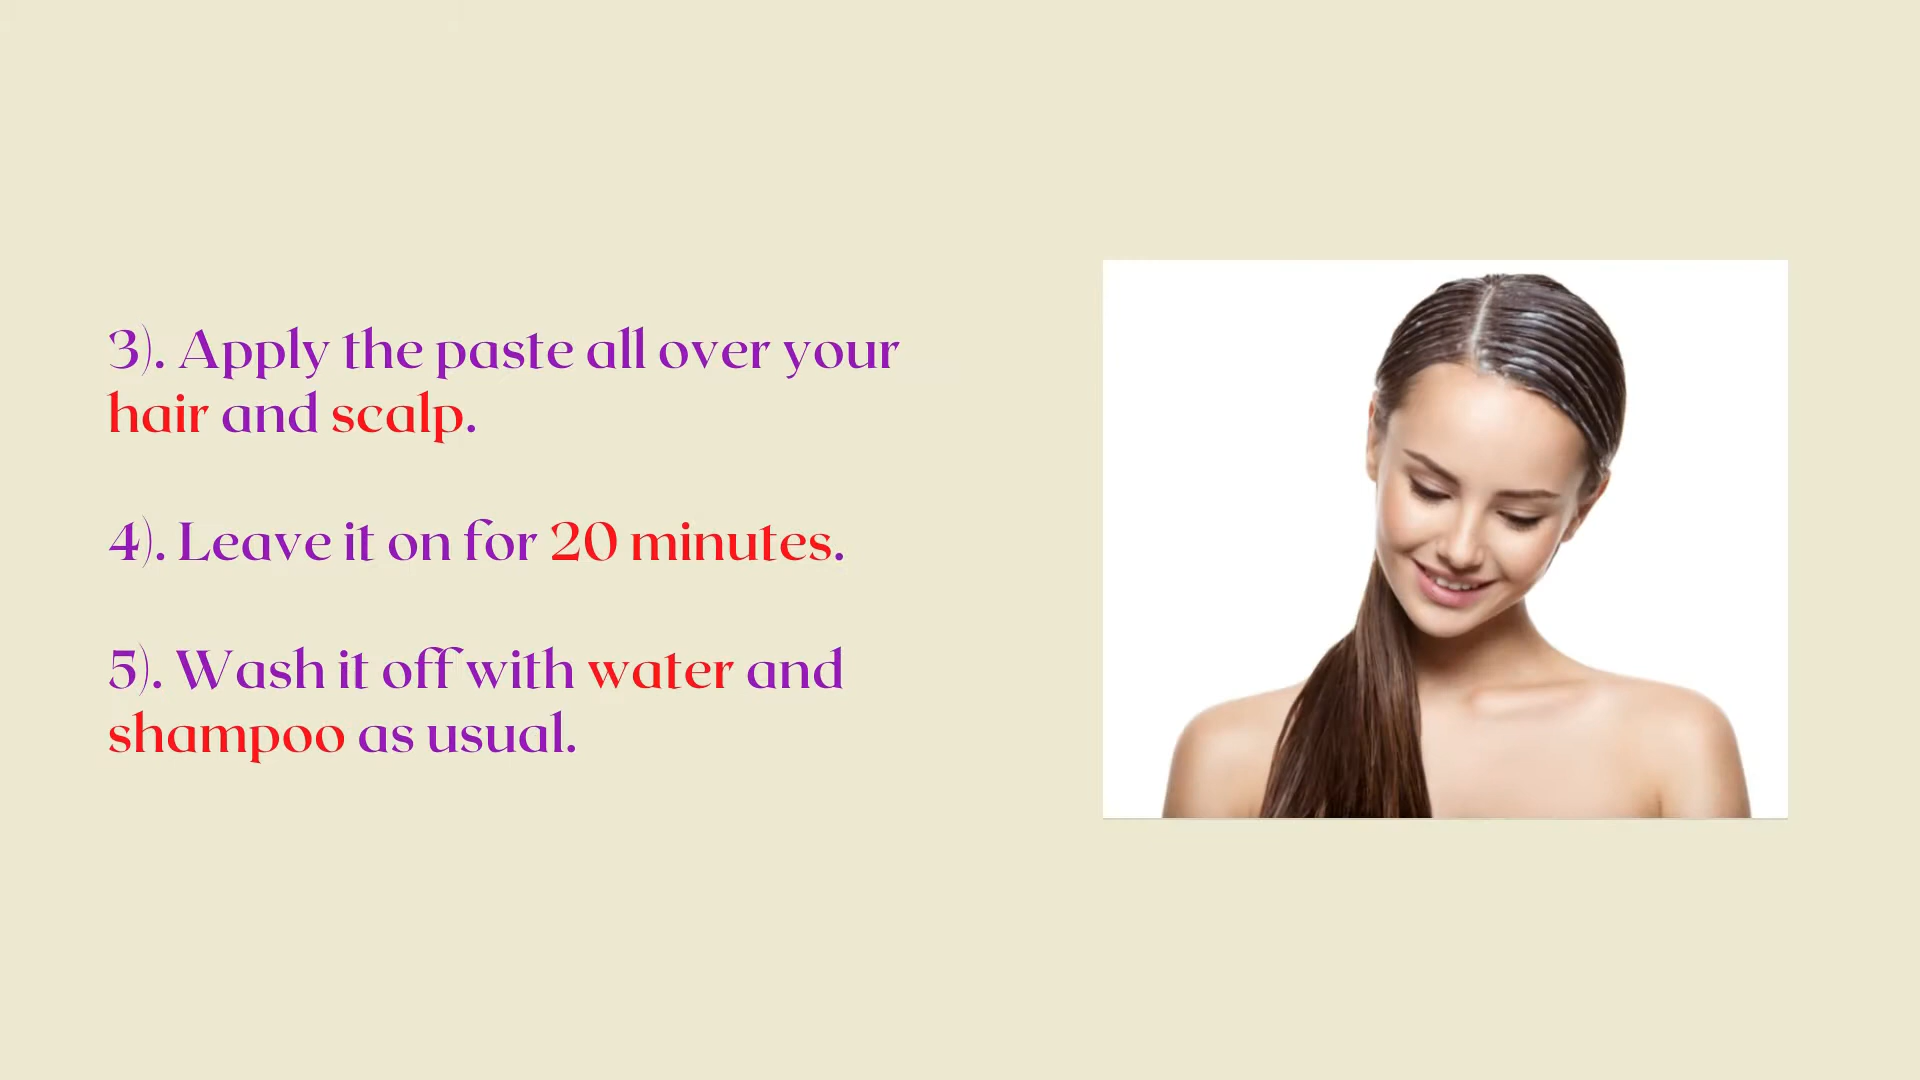 3). Apply the paste all over your
hair and scalp.
4). Leave it on for 20 minutes.
5). Wash it off with water and
shampoo as usual.